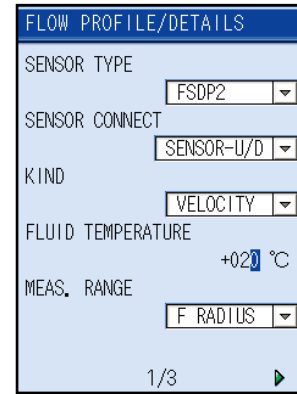 FLOW PROFILE/DETAILS
SENSOR TYPE
FSDP2
SENSOR CONNECT
SENSOR-U/D
KIND
VELOCITY
FLUID TEMPERATURE
+020 ℃
MEAS. RANGE
F RADIUS
1/3